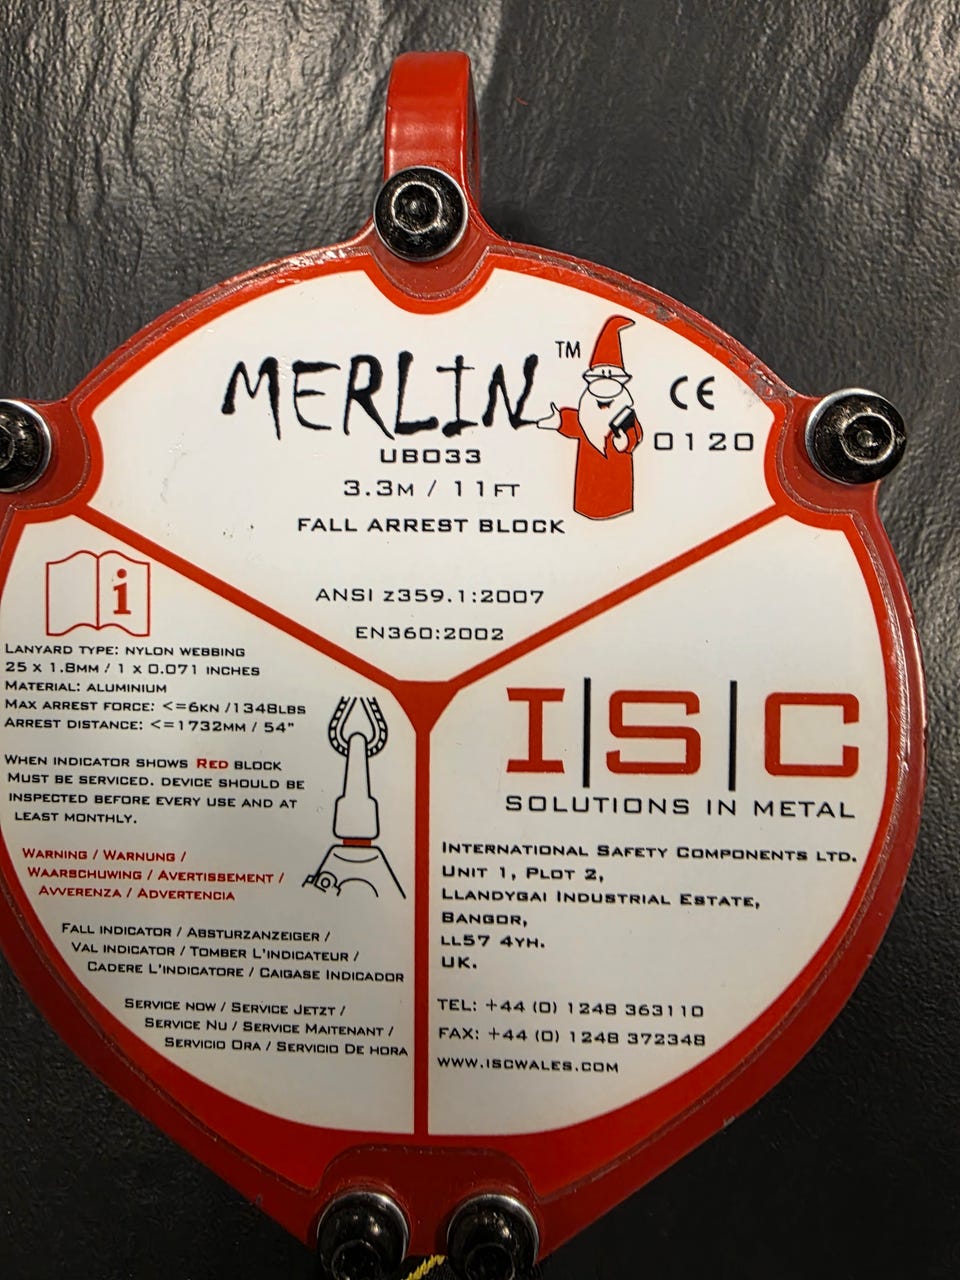 MERLIN™
CE
0120
UB033
3.3M / 11FT
FALL ARREST BLOCK
ANSI Z359.1:2007
EN360:2002
i
LANYARD TYPE: NYLON WEBBING
25 X 1.8MM / 1 X 0.071 INCHES
MATERIAL: ALUMINIUM
MAX ARREST FORCE: <=6KN /1348LBS
ARREST DISTANCE: <=1732MM / 54"
WHEN INDICATOR SHOWS RED BLOCK
MUST BE SERVICED. DEVICE SHOULD BE
INSPECTED BEFORE EVERY USE AND AT
LEAST MONTHLY.
WARNING / WARNUNG /
WAARSCHUWING / AVERTISSEMENT /
AVVERENZA / ADVERTENCIA
FALL INDICATOR / ABSTURZANZEIGER /
VAL INDICATOR / TOMBER L'INDICATEUR /
CADERE L'INDICATORE / CAIGASE INDICADOR
SERVICE NOW / SERVICE JETZT /
SERVICE NU / SERVICE MAITENANT /
SERVICIO ORA / SERVICIO DE HORA
I|S|C
SOLUTIONS IN METAL
INTERNATIONAL SAFETY COMPONENTS LTD.
UNIT 1, PLOT 2,
LLANDYGAI INDUSTRIAL ESTATE,
BANGOR,
LL57 4YH.
UK.
TEL: +44 (0) 1248 363110
FAX: +44 (0) 1248 372348
WWW.ISCWALES.COM